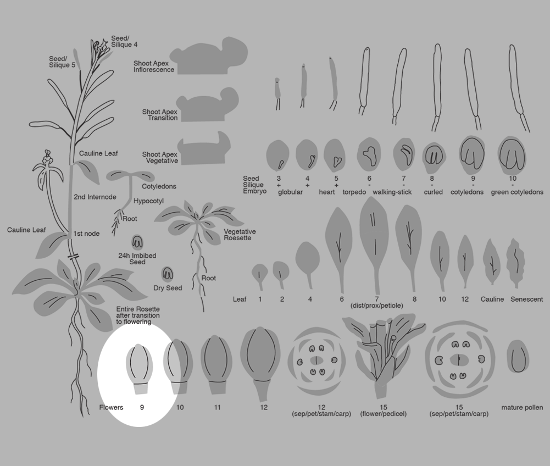 Seed/
Silique 4
Seed/
Silique 5
Shoot Apex
Inflorescence
Shoot Apex
Transition
Shoot Apex
Vegetative
Cauline Leaf
Cotyledons
2nd Internode
Hypocotyl
Root
Cauline Leaf
1st node
Vegetative
Roesette
24h Imbibed
Seed
Dry Seed
Root
Entire Rosette
after transition
to flowering
Seed 3 4 5 6 7 8 9 10
Silique + + + - - - - -
Embryo globular heart torpedo walking-stick curled cotyledons green cotyledons
Leaf 1 2 4 6 7 8 10 12 Cauline Senescent
(dist/prox/petiole)
Flowers 9 10 11 12 12 15 15 mature pollen
(sep/pet/stam/carp) (flower/pedicel) (sep/pet/stam/carp)